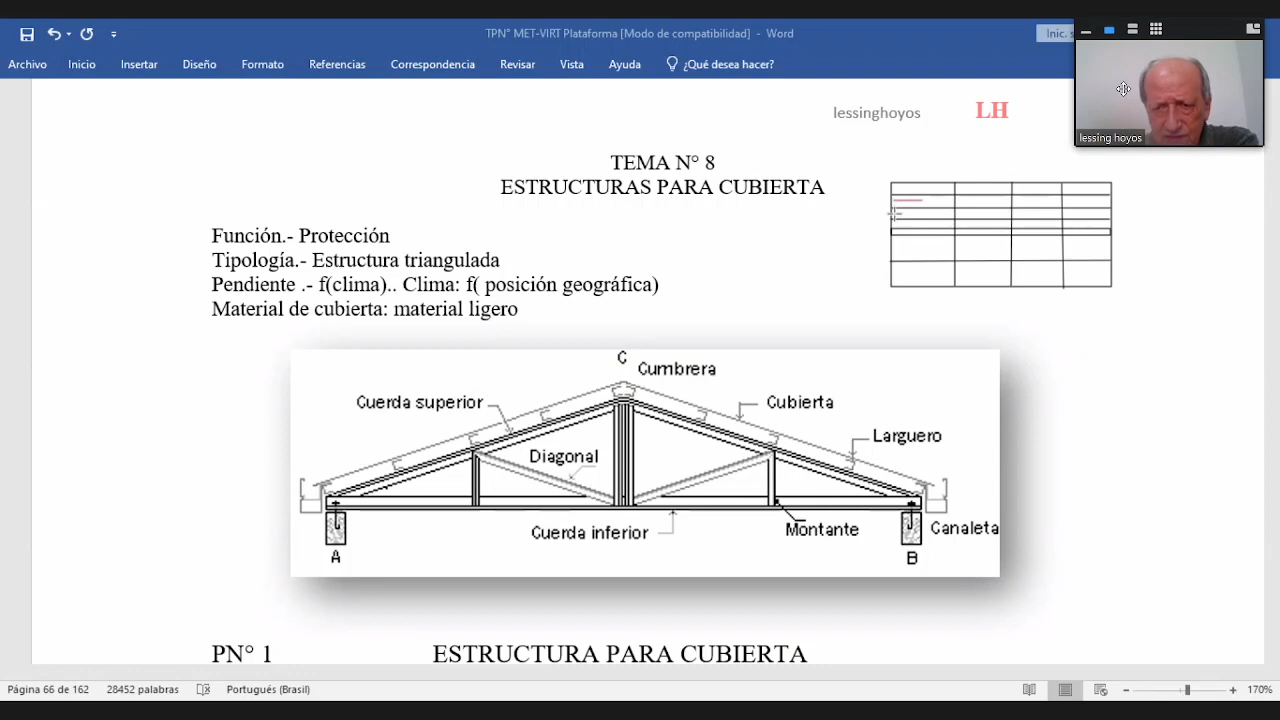 TPN° MET-VIRT Plataforma [Modo de compatibilidad] - Word
Inic. s
Archivo Inicio Insertar Diseño Formato Referencias Correspondencia Revisar Vista Ayuda ¿Qué desea hacer?
lessing hoyos
lessinghoyos LH
TEMA N° 8
ESTRUCTURAS PARA CUBIERTA
Función.- Protección
Tipología.- Estructura triangulada
Pendiente .- f(clima).. Clima: f( posición geográfica)
Material de cubierta: material ligero
C
Cumbrera
Cuerda superior
Cubierta
Larguero
Diagonal
Cuerda inferior
Montante
Canaleta
A
B
PN° 1 ESTRUCTURA PARA CUBIERTA
Página 66 de 162 28452 palabras Portugués (Brasil) 170%